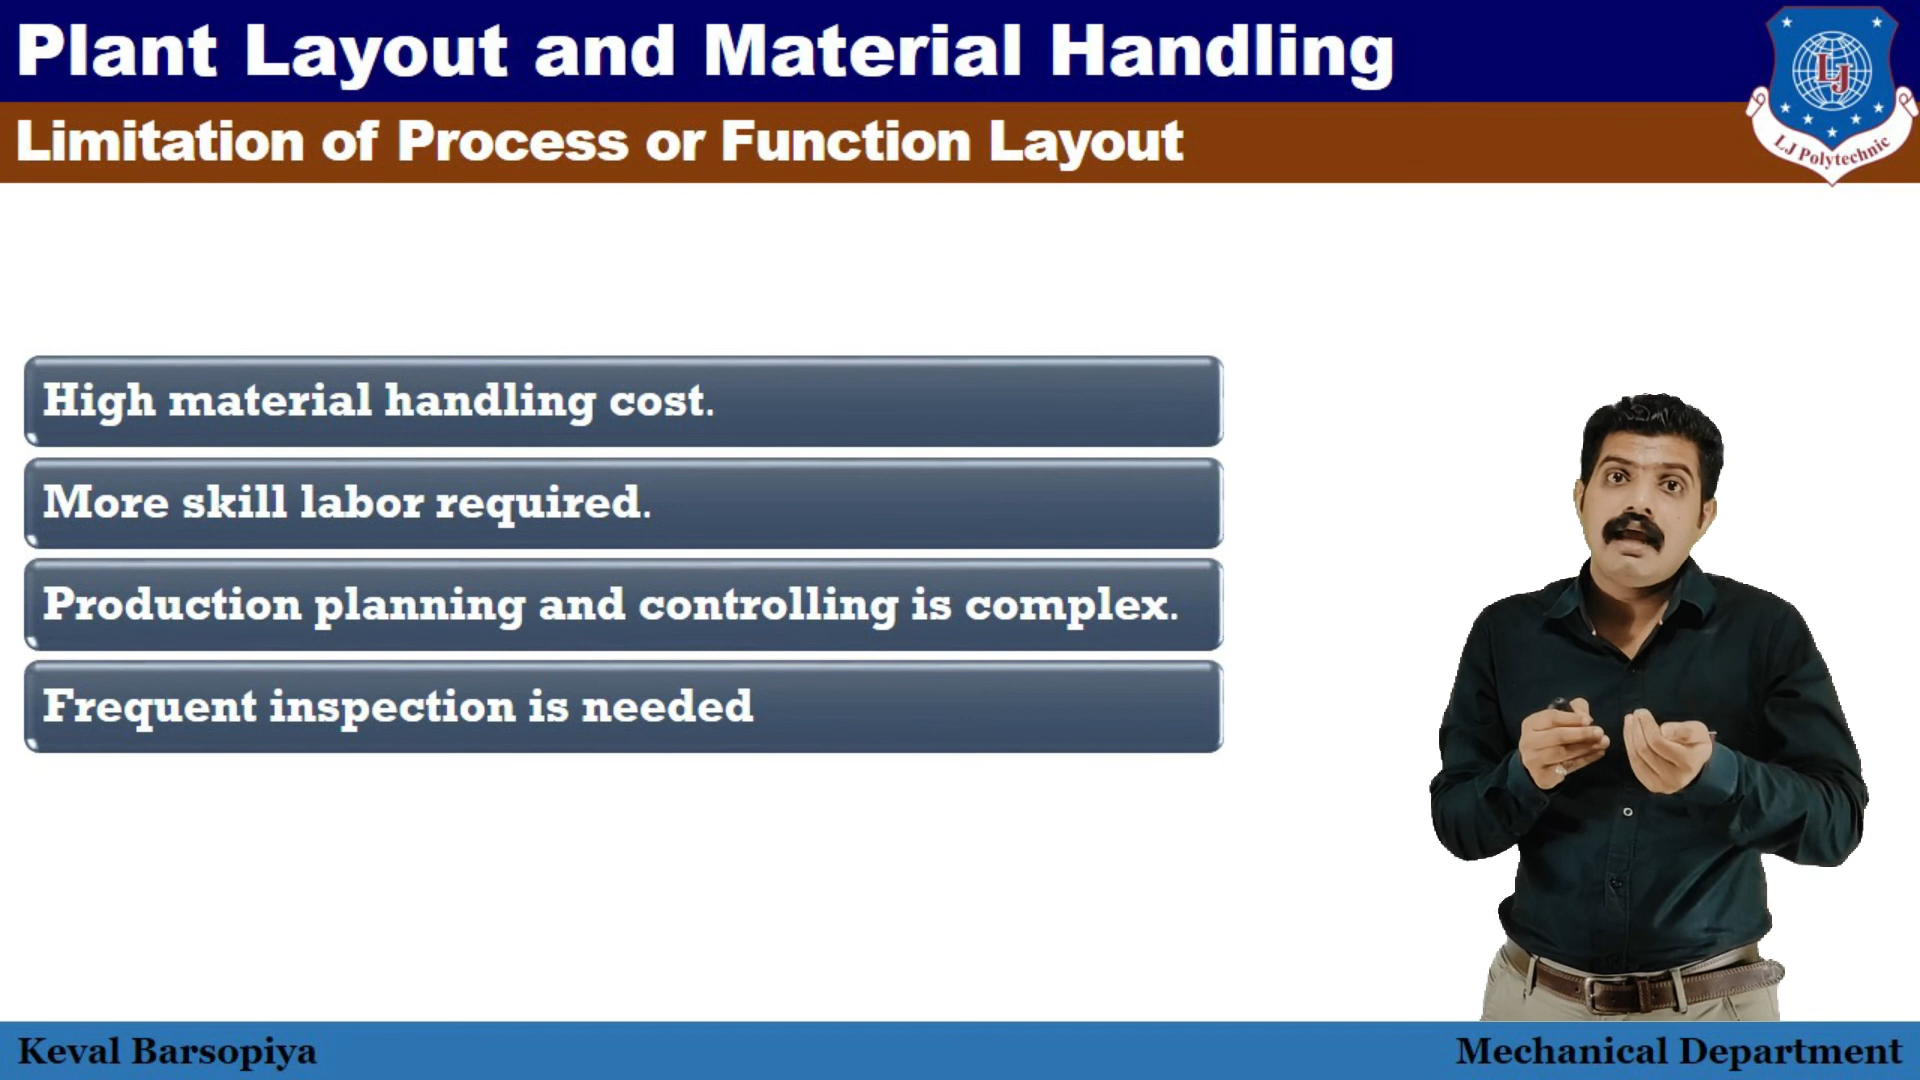 Plant Layout and Material Handling
Limitation of Process or Function Layout
LJ
LJ Polytechnic
High material handling cost.
More skill labor required.
Production planning and controlling is complex.
Frequent inspection is needed
Keval Barsopiya
Mechanical Department